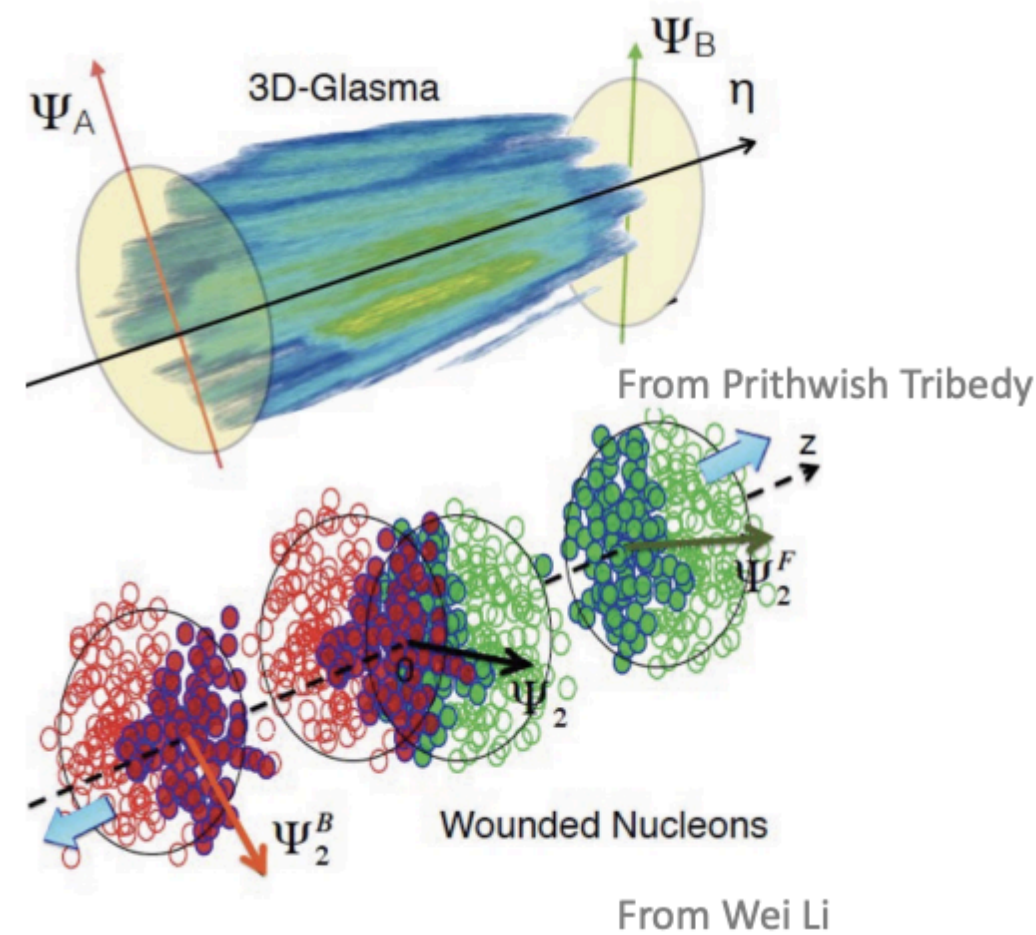 Ψ_B
3D-Glasma
η
Ψ_A
From Prithwish Tribedy
z
Ψ_2^F
0
Ψ_2
Ψ_2^B
Wounded Nucleons
From Wei Li